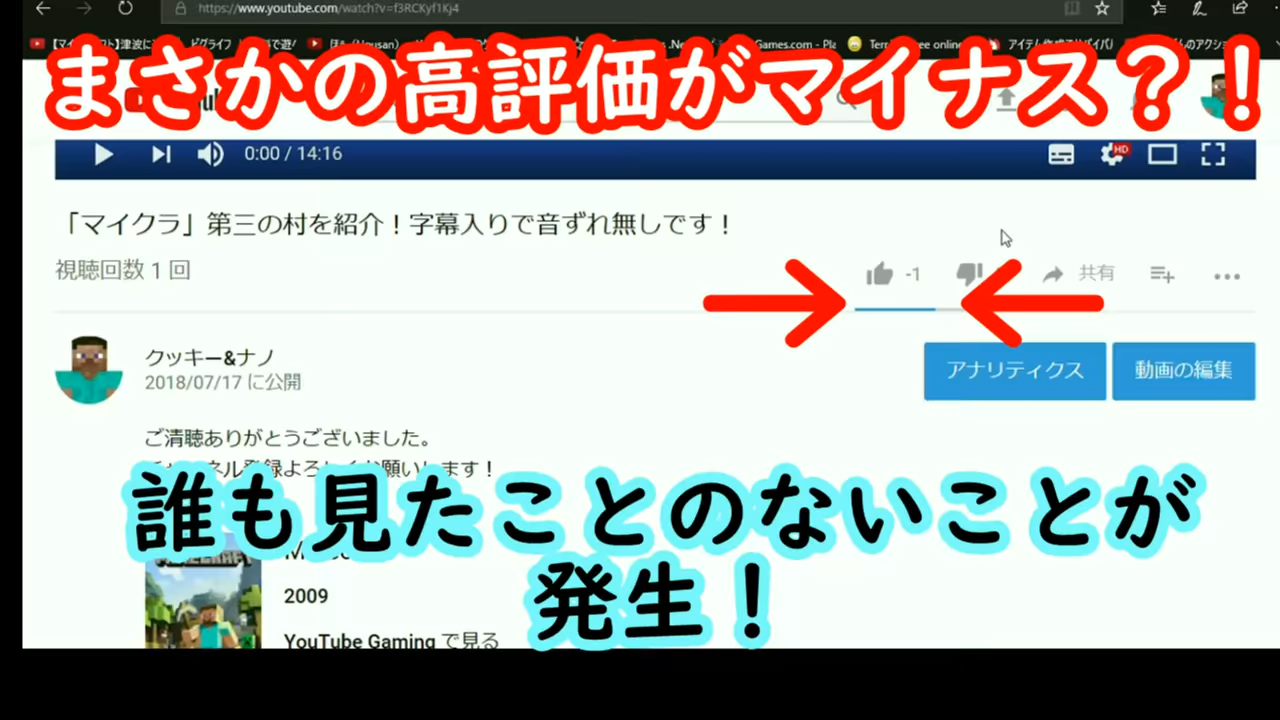 https://www.youtube.com/watch?v=f3RCKyf1Kj4
まさかの高評価がマイナス?!
0:00 / 14:16
HD
「マイクラ」第三の村を紹介!字幕入りで音ずれ無しです!
視聴回数 1 回
-1
共有
クッキー&ナノ
2018/07/17 に公開
アナリティクス
動画の編集
ご清聴ありがとうございました。
誰も見たことのないことが
発生!
2009
YouTube Gaming で見る